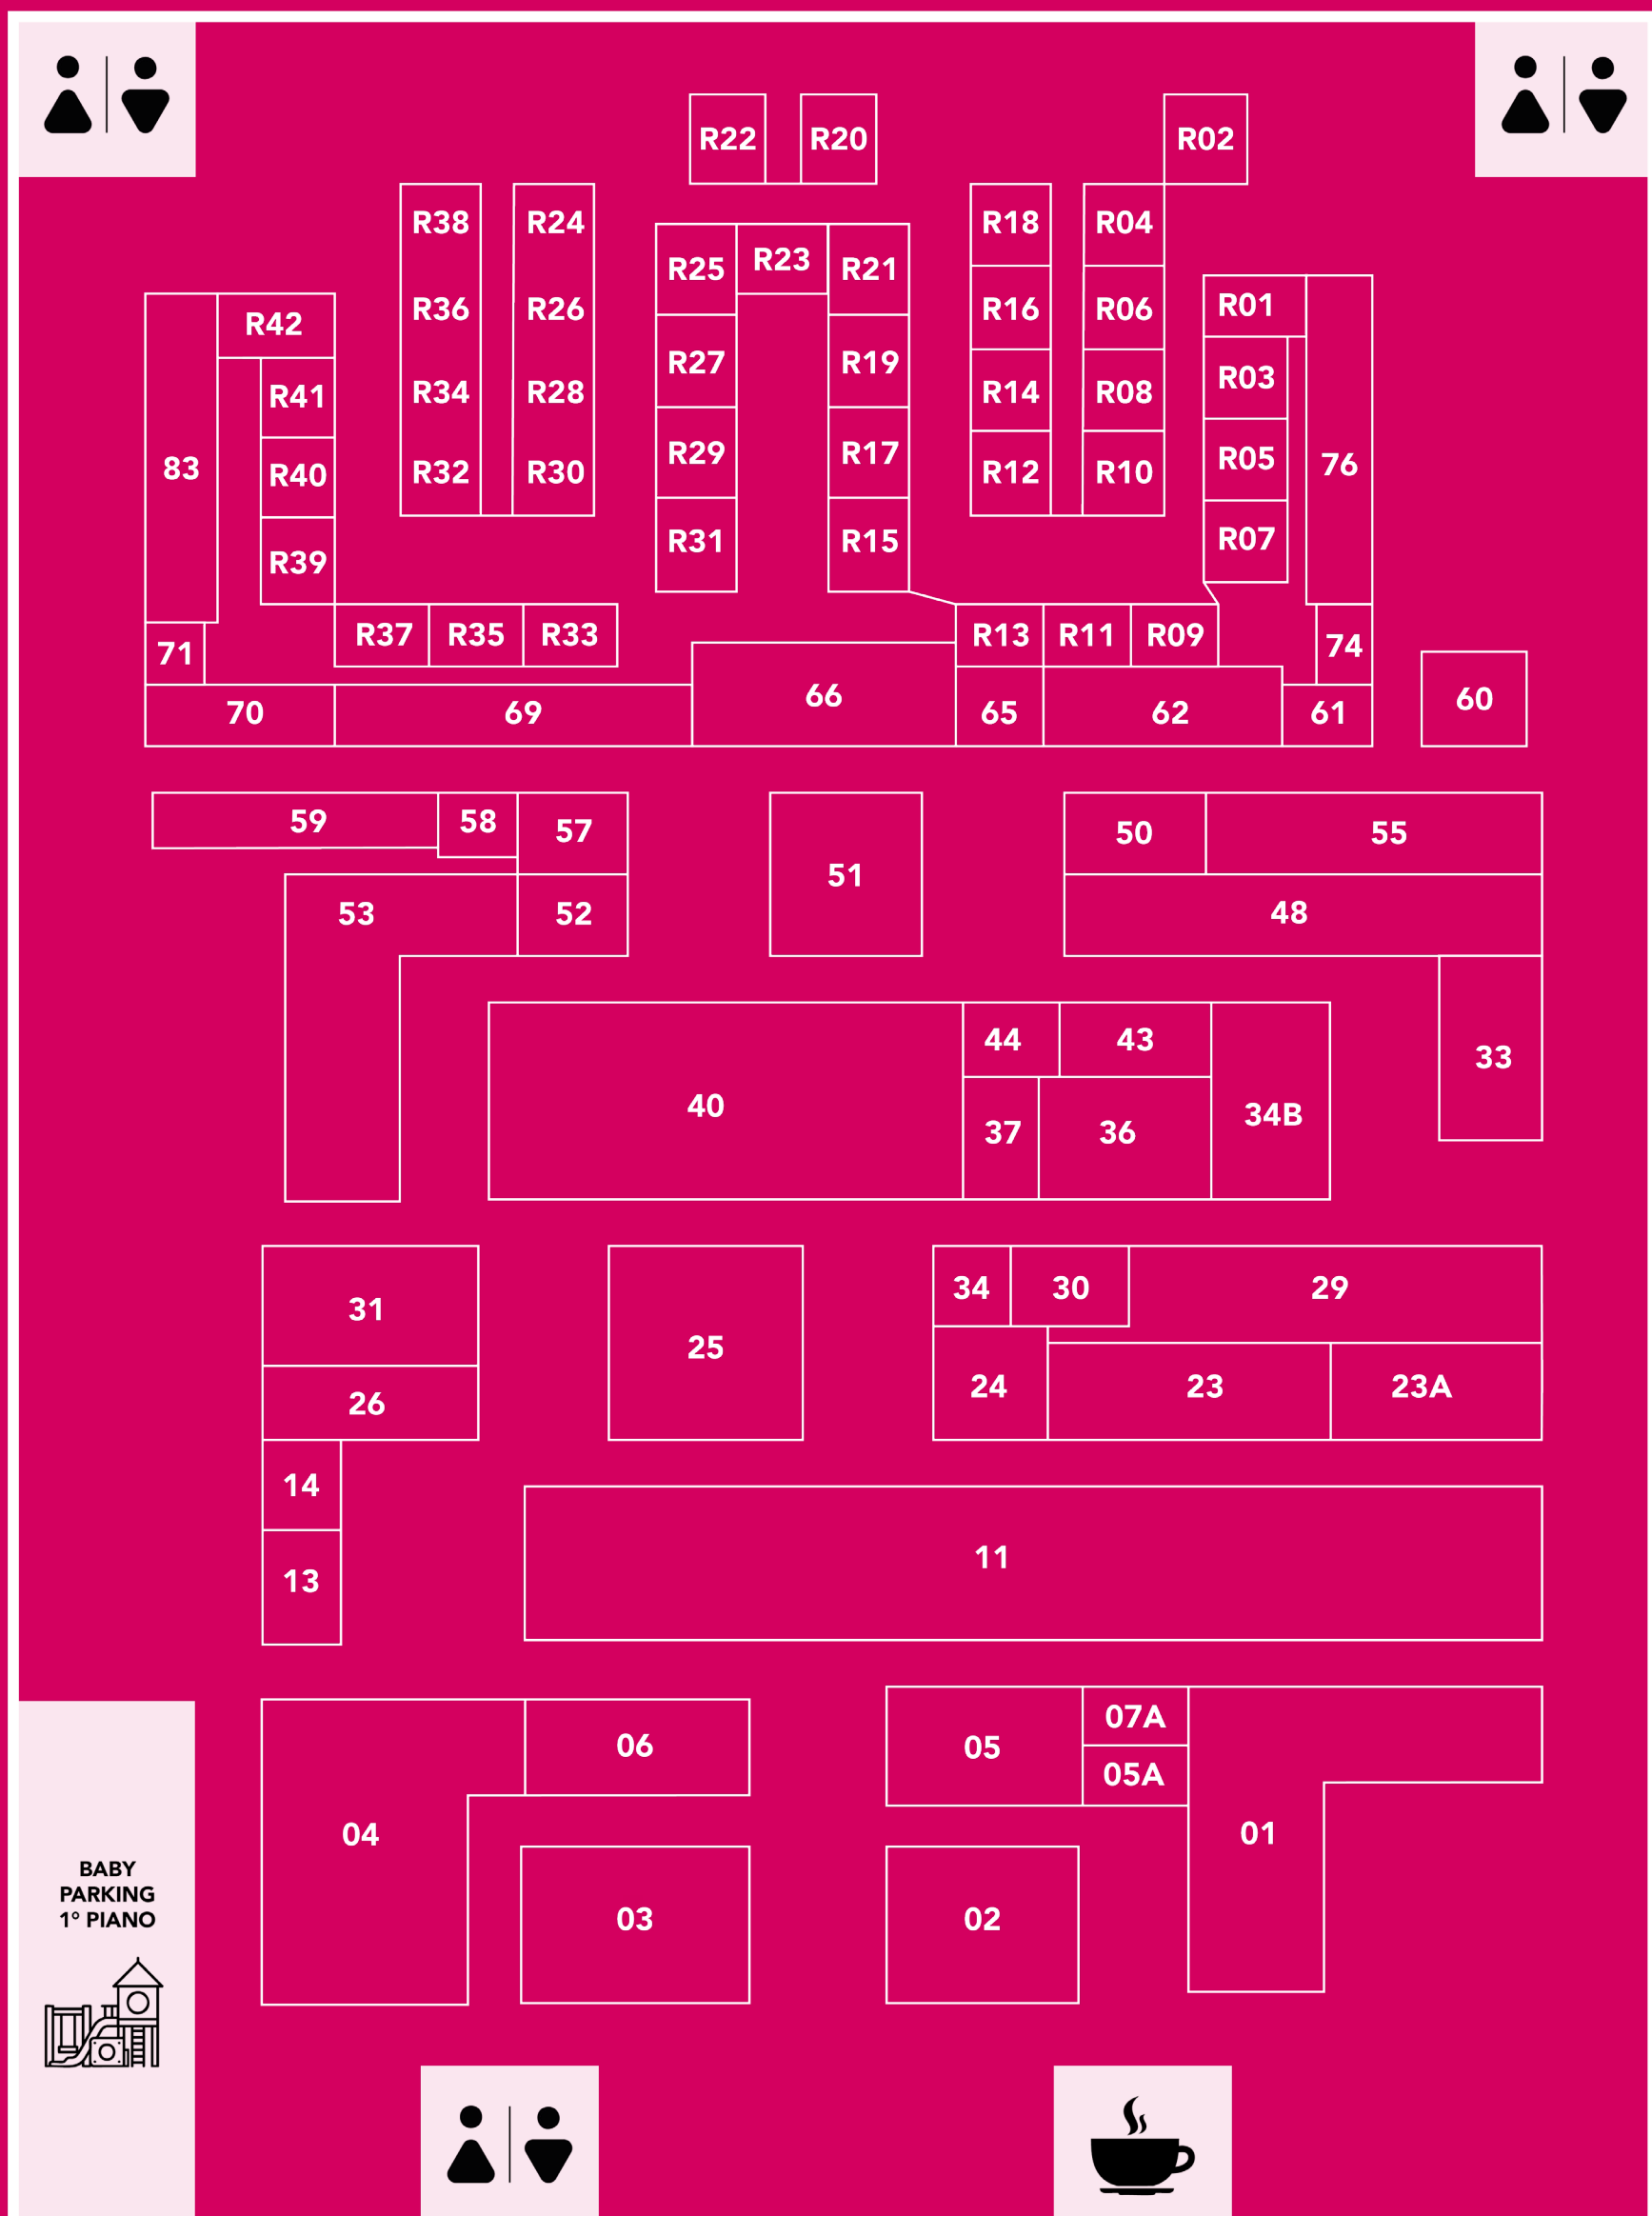 R22 R20 R02
R38 R24 R18 R04
R25 R23 R21
R36 R26 R16 R06 R01
R42
R27 R19
R41 R34 R28 R14 R08 R03
83 R40 R32 R30 R29 R17 R12 R10 R05 76
R39 R31 R15 R07
71 R37 R35 R33 R13 R11 R09 74
70 69 66 65 62 61 60
59 58 57 51 50 55
53 52 48
44 43 33
40 37 36 34B
31 25 34 30 29
26 24 23 23A
14
11
13
06 05 07A
05A
04 01
BABY
PARKING
1° PIANO
03 02